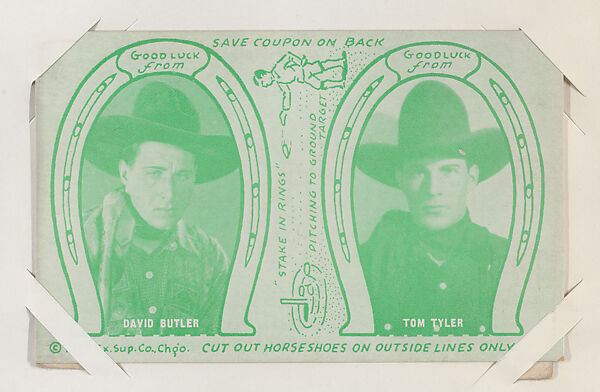 SAVE COUPON ON BACK
GOOD LUCK
from
GOOD LUCK
from
"STAKE IN RINGS"
PITCHING TO GROUND
TARGET
DAVID BUTLER
TOM TYLER
© Ex. Sup. Co., Chg'o. CUT OUT HORSESHOES ON OUTSIDE LINES ONLY